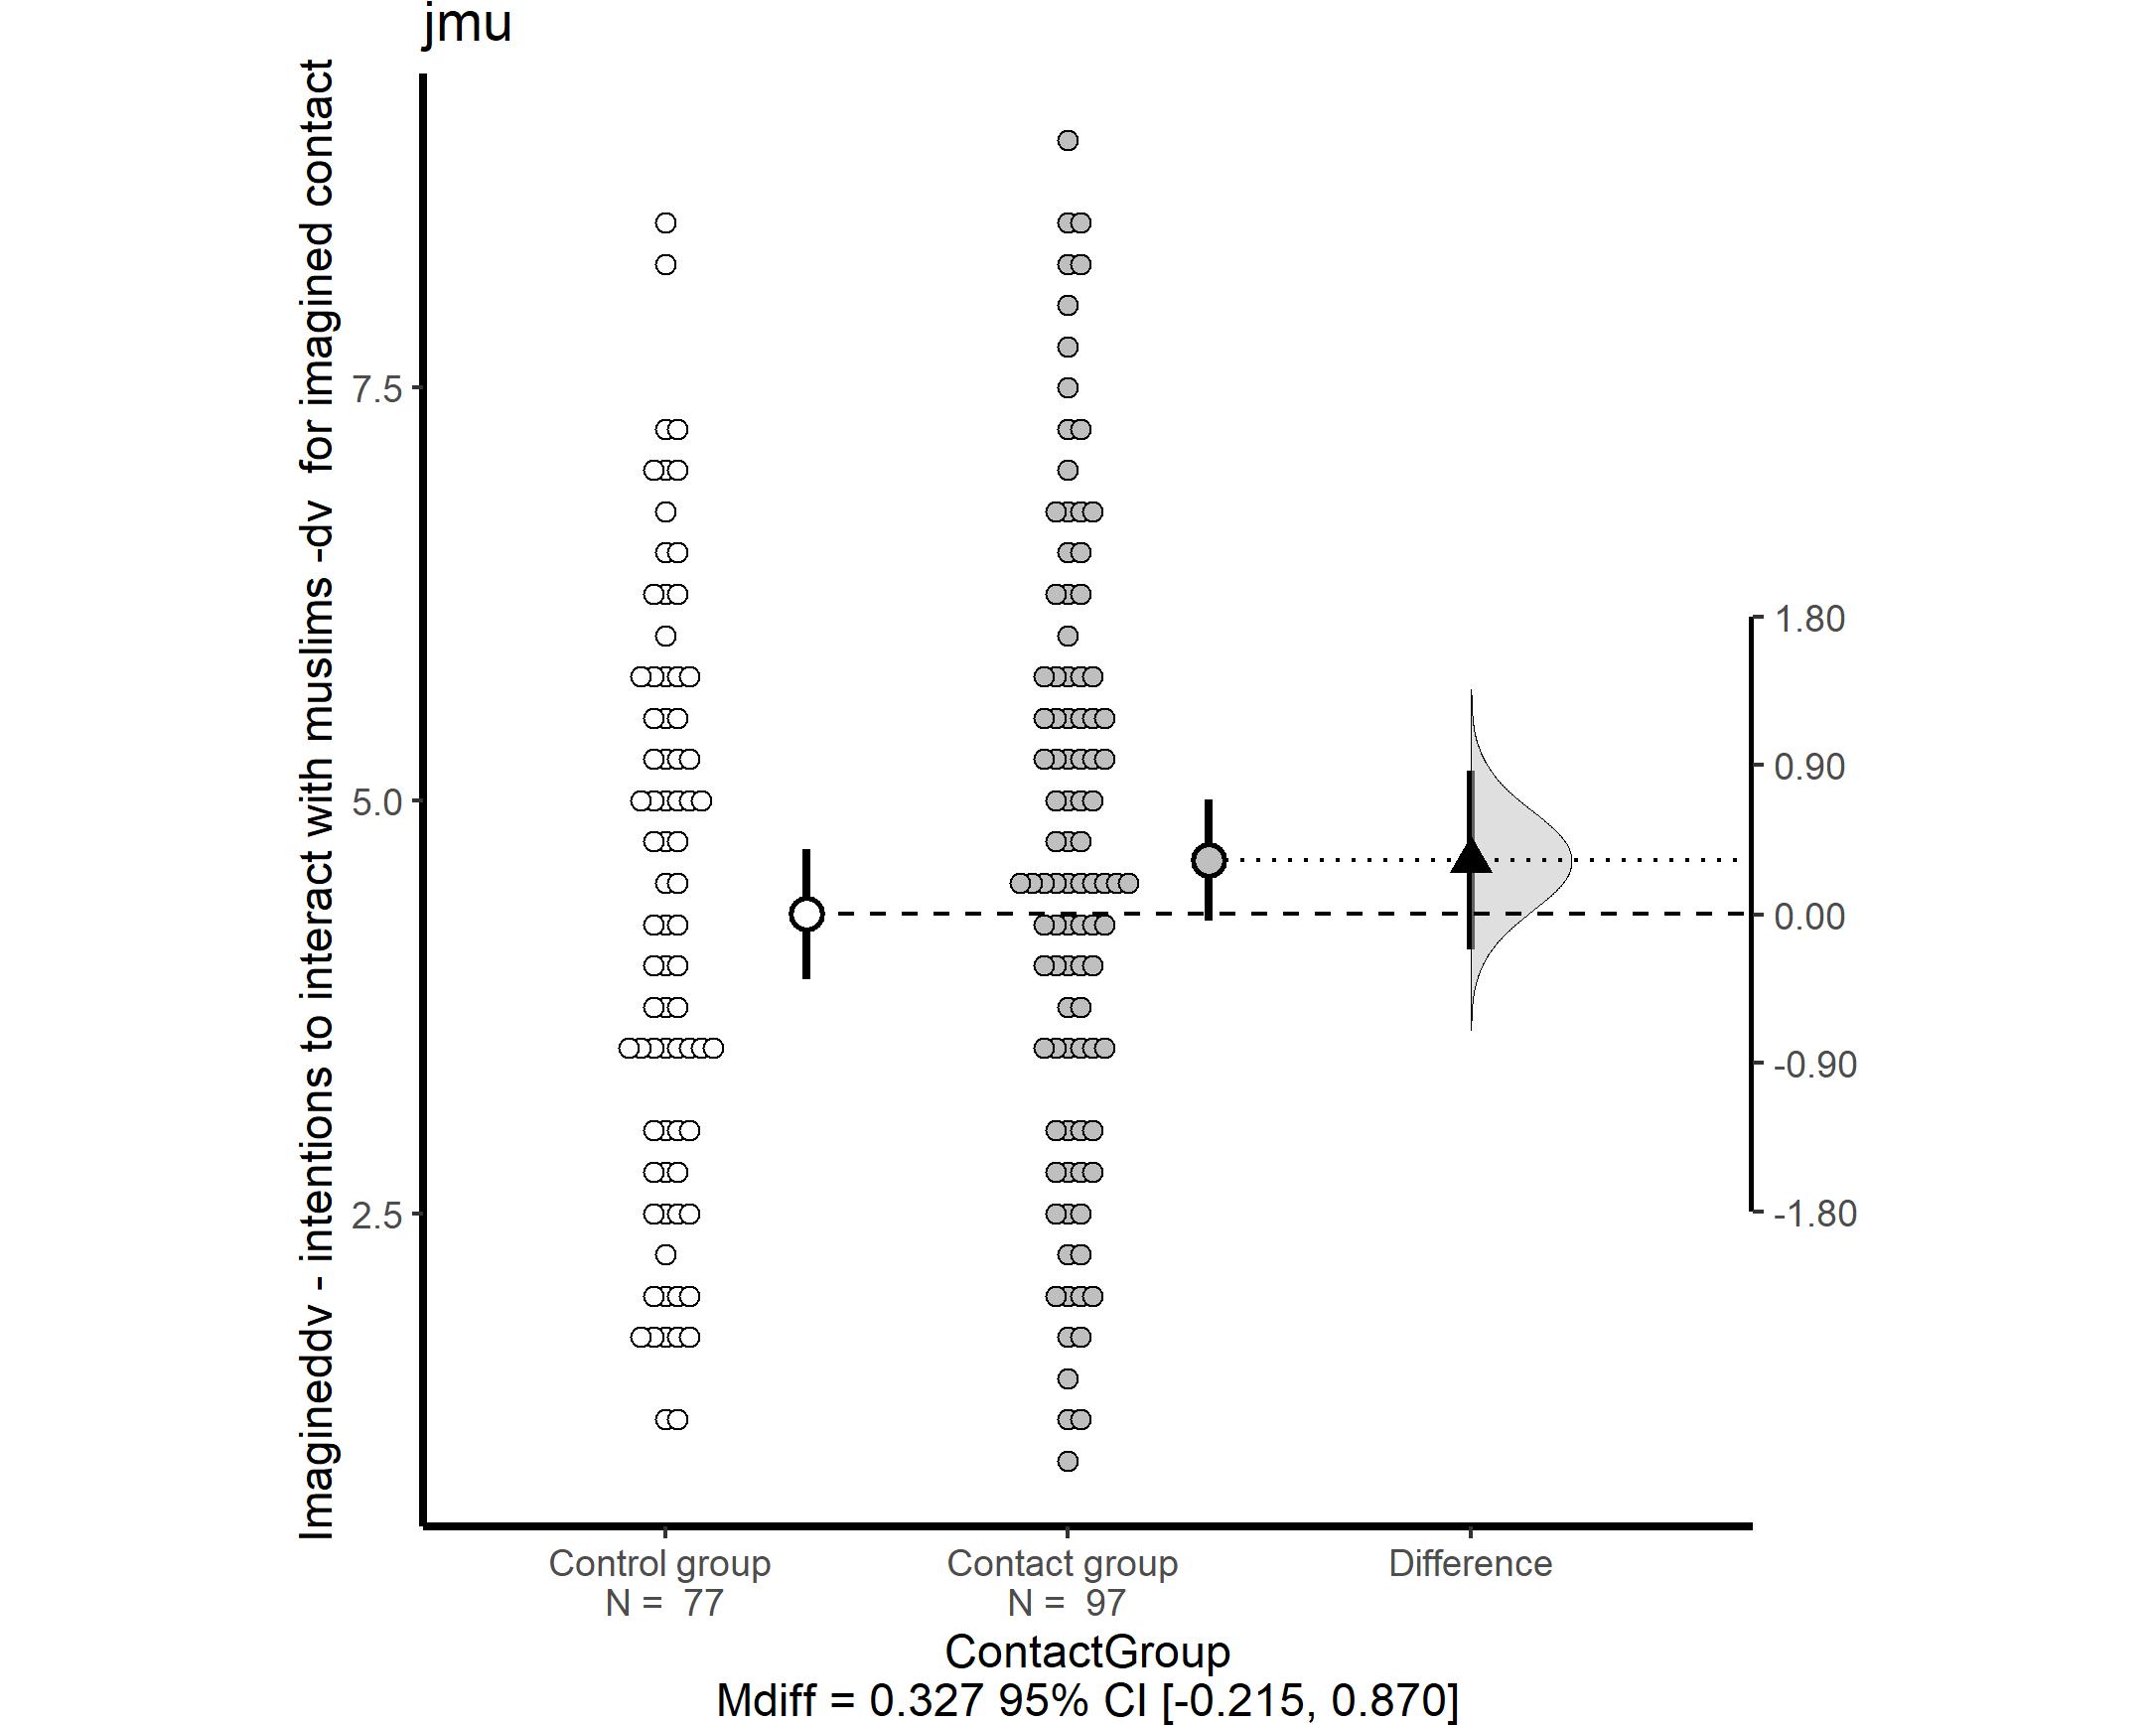 jmu
Imagineddv - intentions to interact with muslims -dv  for imagined contact
7.5
5.0
2.5
1.80
0.90
0.00
-0.90
-1.80
Control group
N =  77
Contact group
N =  97
Difference
ContactGroup
Mdiff = 0.327 95% CI [-0.215, 0.870]